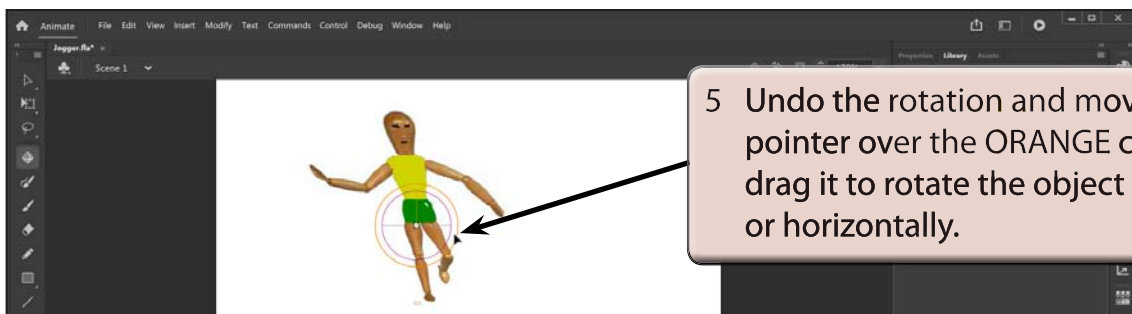 Animate File Edit View Insert Modify Text Commands Control Debug Window Help
Jogger.fla* ×
Scene 1
Properties Library Assets
5 Undo the rotation and mov
pointer over the ORANGE c
drag it to rotate the object
or horizontally.